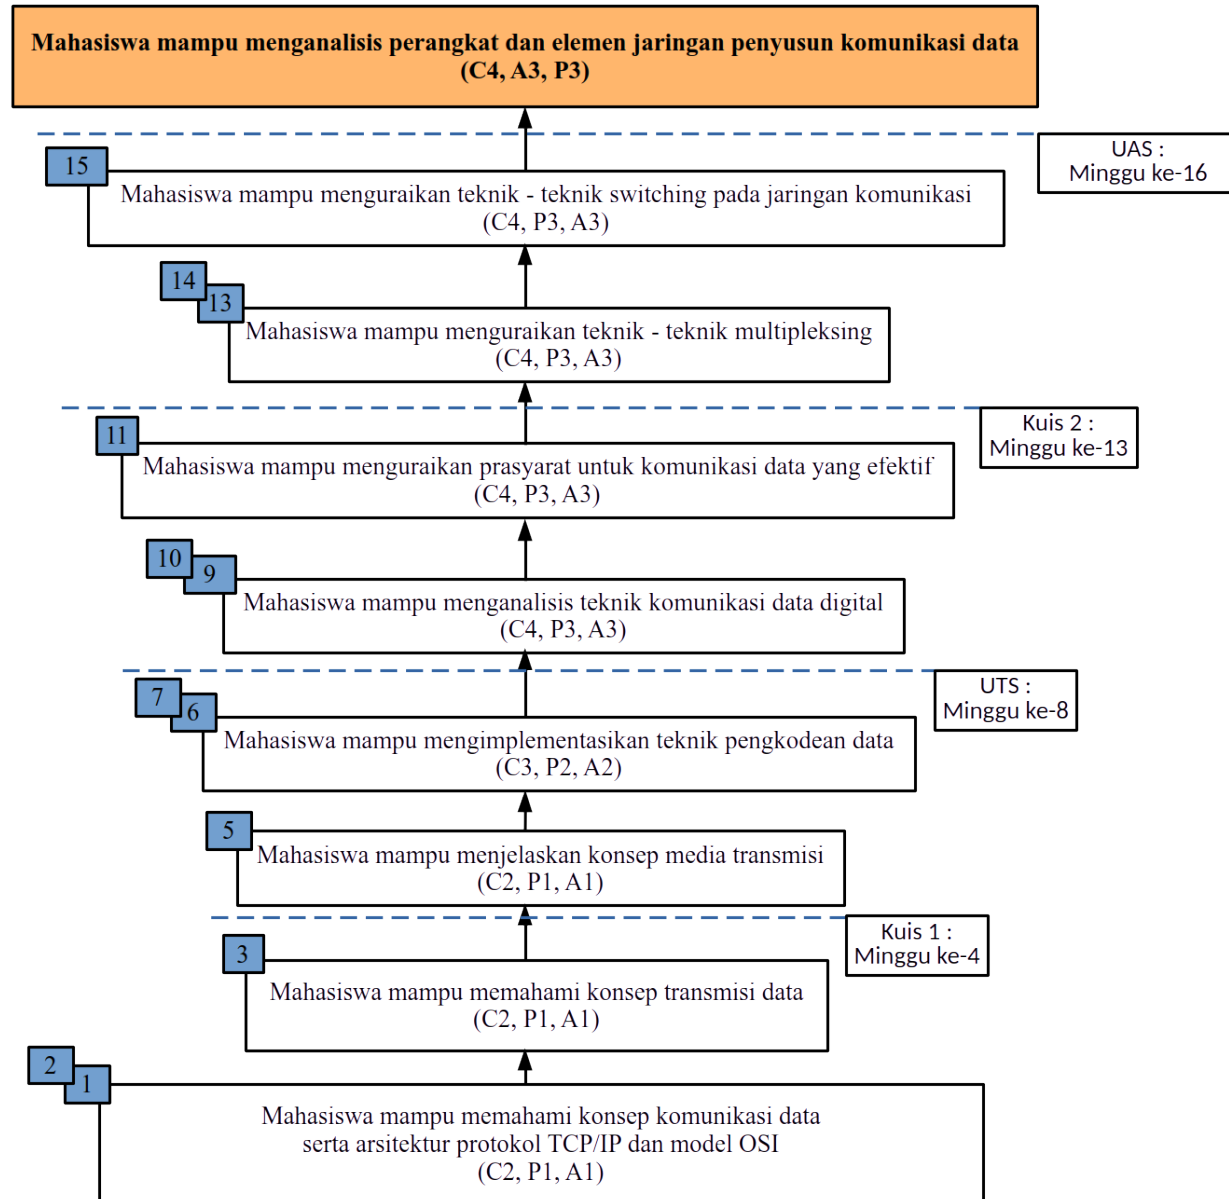 Mahasiswa mampu menganalisis perangkat dan elemen jaringan penyusun komunikasi data
(C4, A3, P3)
UAS :
Minggu ke-16
15
Mahasiswa mampu menguraikan teknik - teknik switching pada jaringan komunikasi
(C4, P3, A3)
14
13
Mahasiswa mampu menguraikan teknik - teknik multipleksing
(C4, P3, A3)
Kuis 2 :
Minggu ke-13
11
Mahasiswa mampu menguraikan prasyarat untuk komunikasi data yang efektif
(C4, P3, A3)
10
9
Mahasiswa mampu menganalisis teknik komunikasi data digital
(C4, P3, A3)
UTS :
Minggu ke-8
7
6
Mahasiswa mampu mengimplementasikan teknik pengkodean data
(C3, P2, A2)
5
Mahasiswa mampu menjelaskan konsep media transmisi
(C2, P1, A1)
Kuis 1 :
Minggu ke-4
3
Mahasiswa mampu memahami konsep transmisi data
(C2, P1, A1)
2
1
Mahasiswa mampu memahami konsep komunikasi data
serta arsitektur protokol TCP/IP dan model OSI
(C2, P1, A1)